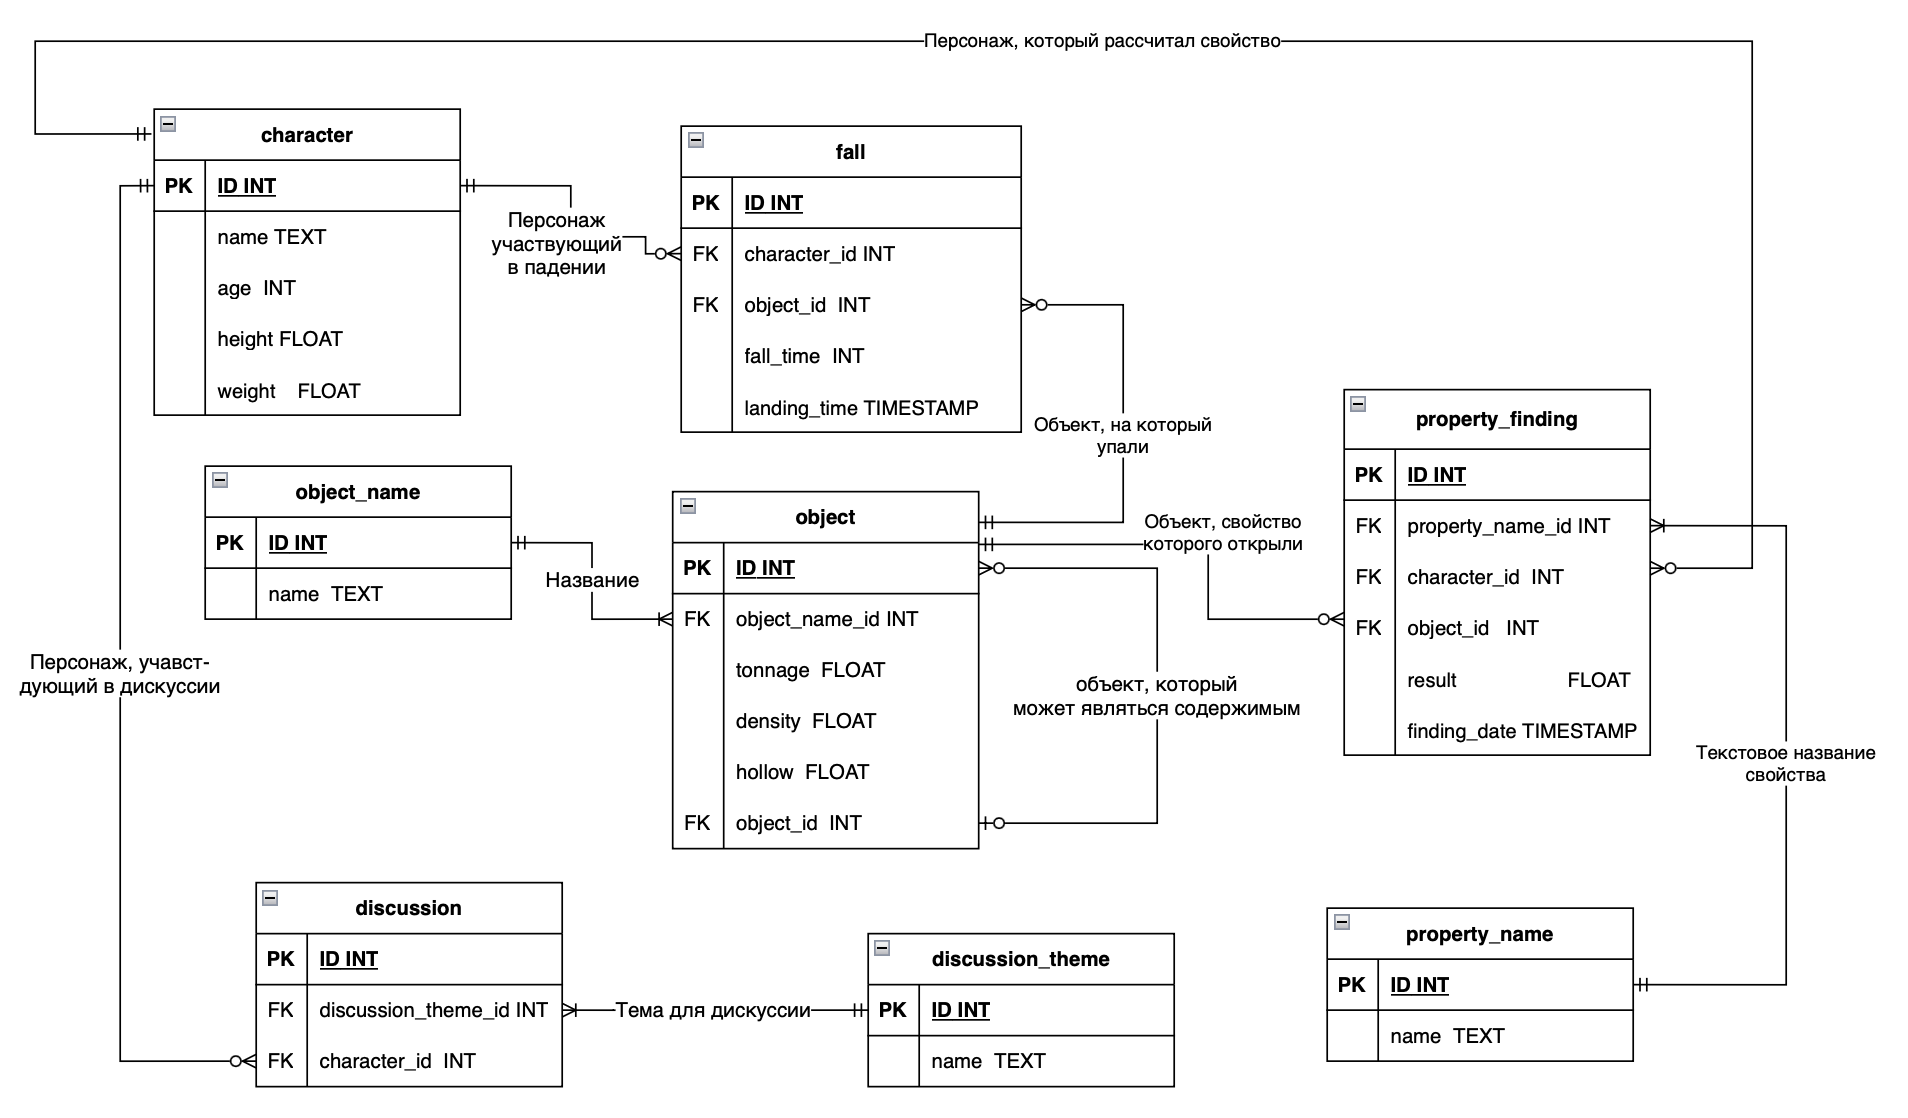 Персонаж, который рассчитал свойство
character
PK ID INT
name TEXT
age INT
height FLOAT
weight FLOAT
Персонаж
участвующий
в падении
fall
PK ID INT
FK character_id INT
FK object_id INT
fall_time INT
landing_time TIMESTAMP
Объект, на который
упали
property_finding
PK ID INT
FK property_name_id INT
FK character_id INT
FK object_id INT
result FLOAT
finding_date TIMESTAMP
object_name
PK ID INT
name TEXT
Название
object
PK ID INT
FK object_name_id INT
tonnage FLOAT
density FLOAT
hollow FLOAT
FK object_id INT
Объект, свойство
которого открыли
объект, который
может являться содержимым
Персонаж, учавст-
дующий в дискуссии
Текстовое название
свойства
discussion
PK ID INT
FK discussion_theme_id INT
FK character_id INT
Тема для дискуссии
discussion_theme
PK ID INT
name TEXT
property_name
PK ID INT
name TEXT